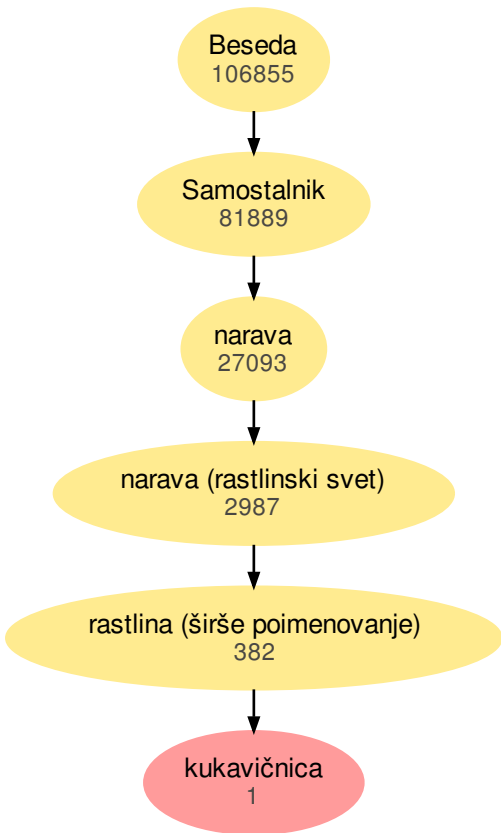 Beseda
106855
Samostalnik
81889
narava
27093
narava (rastlinski svet)
2987
rastlina (širše poimenovanje)
382
kukavičnica
1